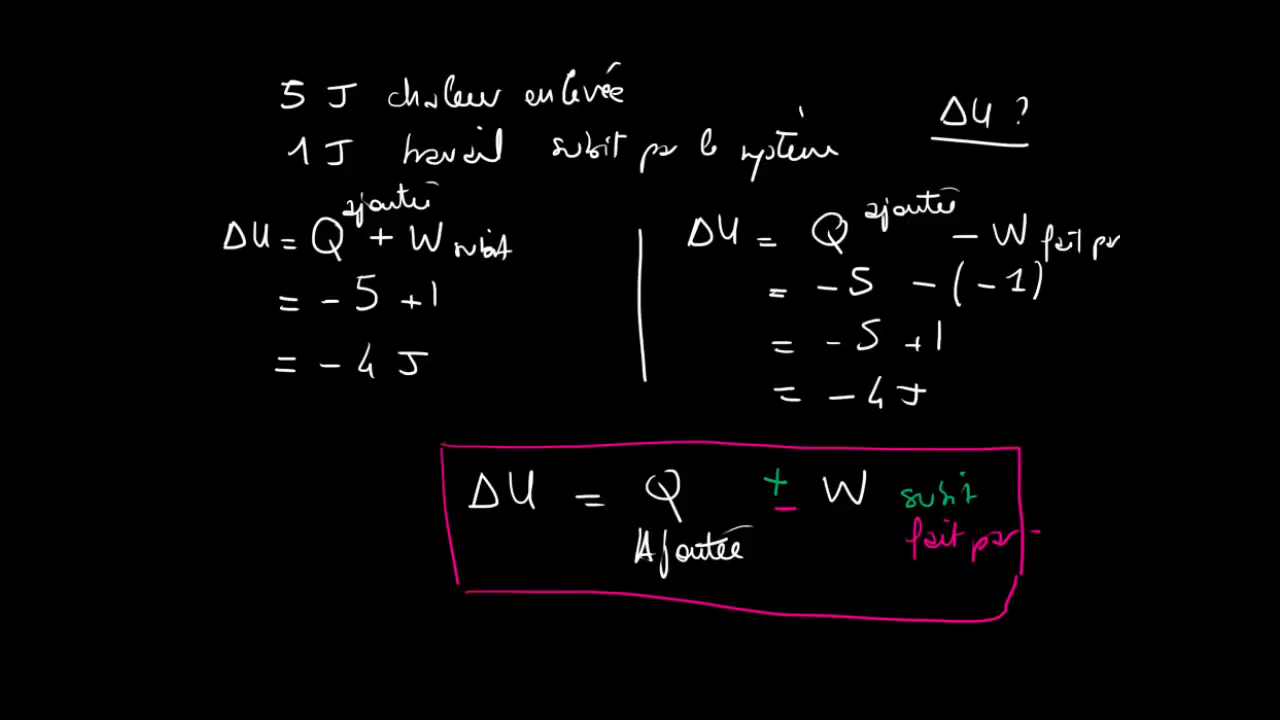 5 J chaleur enlevée
1 J travail subit par le système
ΔU ?
ΔU = Q ajoutée + W subit
= - 5 + 1
= - 4 J
ΔU = Q ajoutée - W fait par
= - 5 - (- 1)
= - 5 + 1
= - 4 J
ΔU = Q ± W subit
Ajoutée fait par -